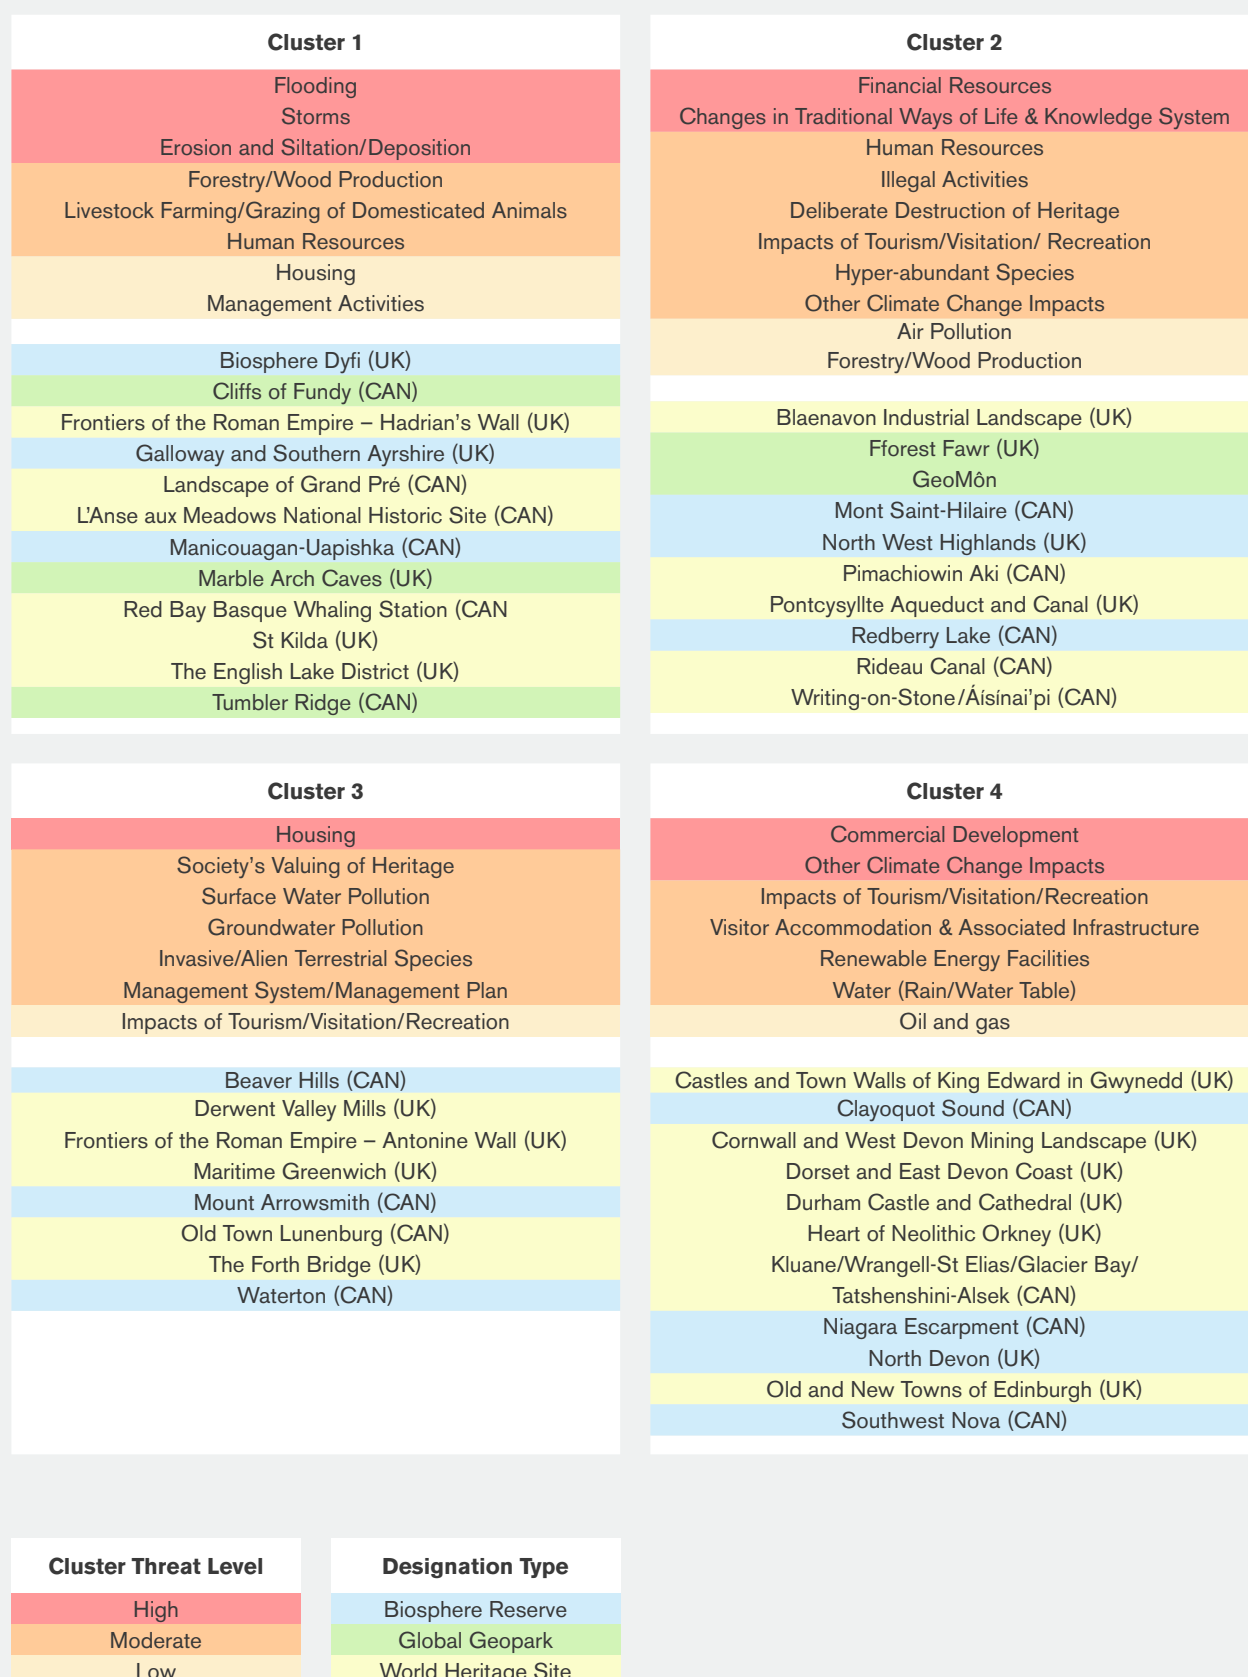 Cluster 1
Flooding
Storms
Erosion and Siltation/Deposition
Forestry/Wood Production
Livestock Farming/Grazing of Domesticated Animals
Human Resources
Housing
Management Activities
Biosphere Dyfi (UK)
Cliffs of Fundy (CAN)
Frontiers of the Roman Empire – Hadrian's Wall (UK)
Galloway and Southern Ayrshire (UK)
Landscape of Grand Pré (CAN)
L'Anse aux Meadows National Historic Site (CAN)
Manicouagan-Uapishka (CAN)
Marble Arch Caves (UK)
Red Bay Basque Whaling Station (CAN
St Kilda (UK)
The English Lake District (UK)
Tumbler Ridge (CAN)
Cluster 2
Financial Resources
Changes in Traditional Ways of Life & Knowledge System
Human Resources
Illegal Activities
Deliberate Destruction of Heritage
Impacts of Tourism/Visitation/ Recreation
Hyper-abundant Species
Other Climate Change Impacts
Air Pollution
Forestry/Wood Production
Blaenavon Industrial Landscape (UK)
Fforest Fawr (UK)
GeoMôn
Mont Saint-Hilaire (CAN)
North West Highlands (UK)
Pimachiowin Aki (CAN)
Pontcysyllte Aqueduct and Canal (UK)
Redberry Lake (CAN)
Rideau Canal (CAN)
Writing-on-Stone/Áísínai'pi (CAN)
Cluster 3
Housing
Society's Valuing of Heritage
Surface Water Pollution
Groundwater Pollution
Invasive/Alien Terrestrial Species
Management System/Management Plan
Impacts of Tourism/Visitation/Recreation
Beaver Hills (CAN)
Derwent Valley Mills (UK)
Frontiers of the Roman Empire – Antonine Wall (UK)
Maritime Greenwich (UK)
Mount Arrowsmith (CAN)
Old Town Lunenburg (CAN)
The Forth Bridge (UK)
Waterton (CAN)
Cluster 4
Commercial Development
Other Climate Change Impacts
Impacts of Tourism/Visitation/Recreation
Visitor Accommodation & Associated Infrastructure
Renewable Energy Facilities
Water (Rain/Water Table)
Oil and gas
Castles and Town Walls of King Edward in Gwynedd (UK)
Clayoquot Sound (CAN)
Cornwall and West Devon Mining Landscape (UK)
Dorset and East Devon Coast (UK)
Durham Castle and Cathedral (UK)
Heart of Neolithic Orkney (UK)
Kluane/Wrangell-St Elias/Glacier Bay/
Tatshenshini-Alsek (CAN)
Niagara Escarpment (CAN)
North Devon (UK)
Old and New Towns of Edinburgh (UK)
Southwest Nova (CAN)
Cluster Threat Level
High
Moderate
Low
Designation Type
Biosphere Reserve
Global Geopark
World Heritage Site